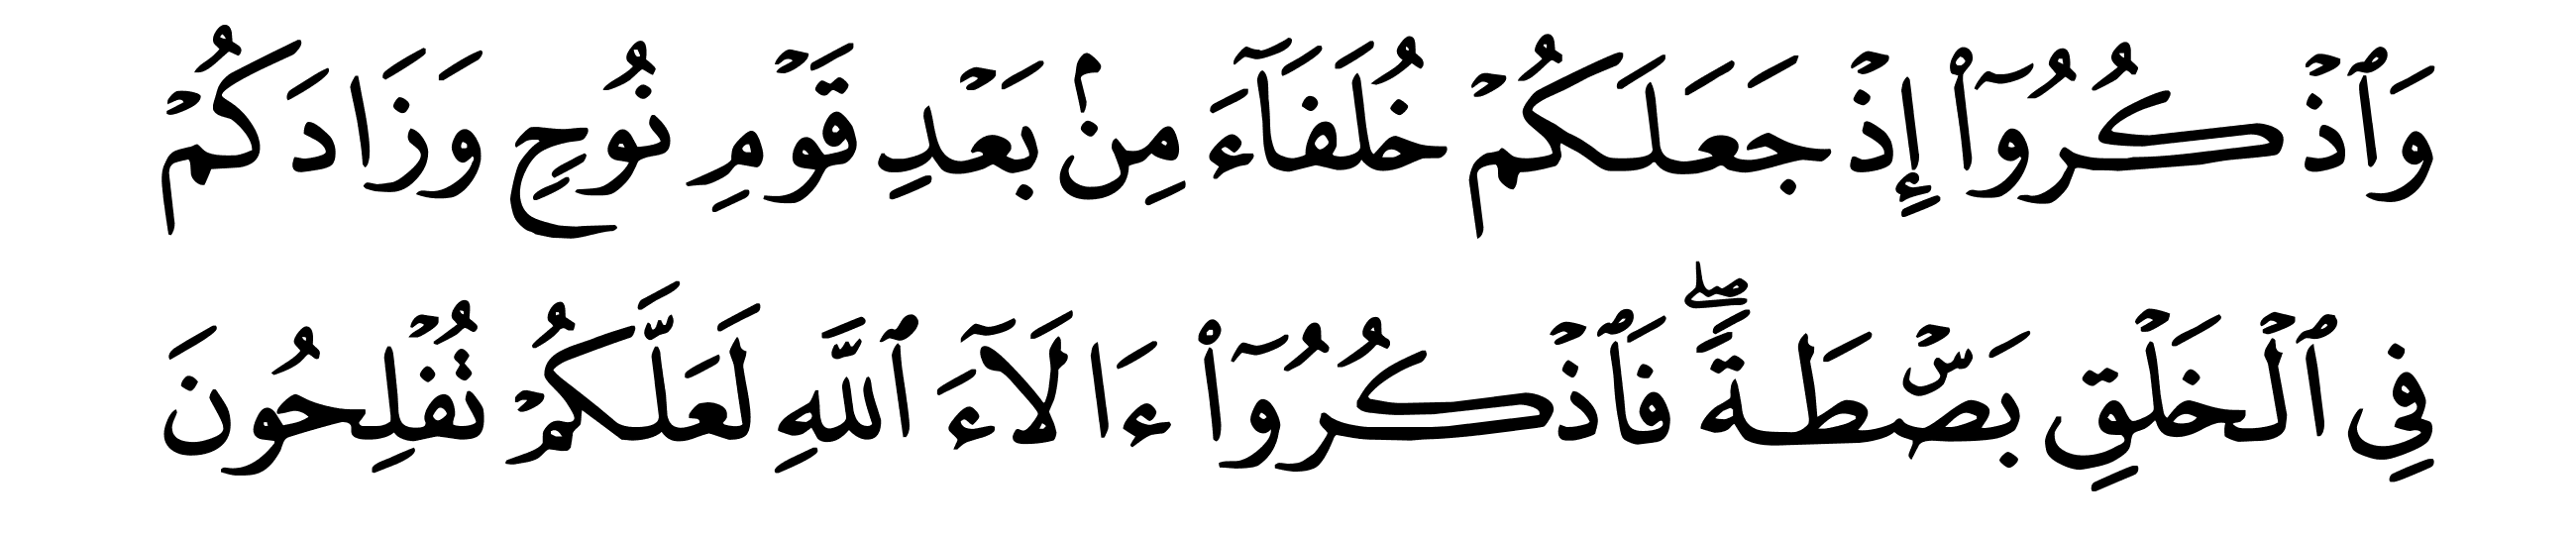 وَٱذۡكُرُوٓاْ إِذۡ جَعَلَكُمۡ خُلَفَآءَ مِنۢ بَعۡدِ قَوۡمِ نُوحٖ وَزَادَكُمۡ
فِي ٱلۡخَلۡقِ بَصۜۡطَةٗۖ فَٱذۡكُرُوٓاْ ءَالَآءَ ٱللَّهِ لَعَلَّكُمۡ تُفۡلِحُونَ